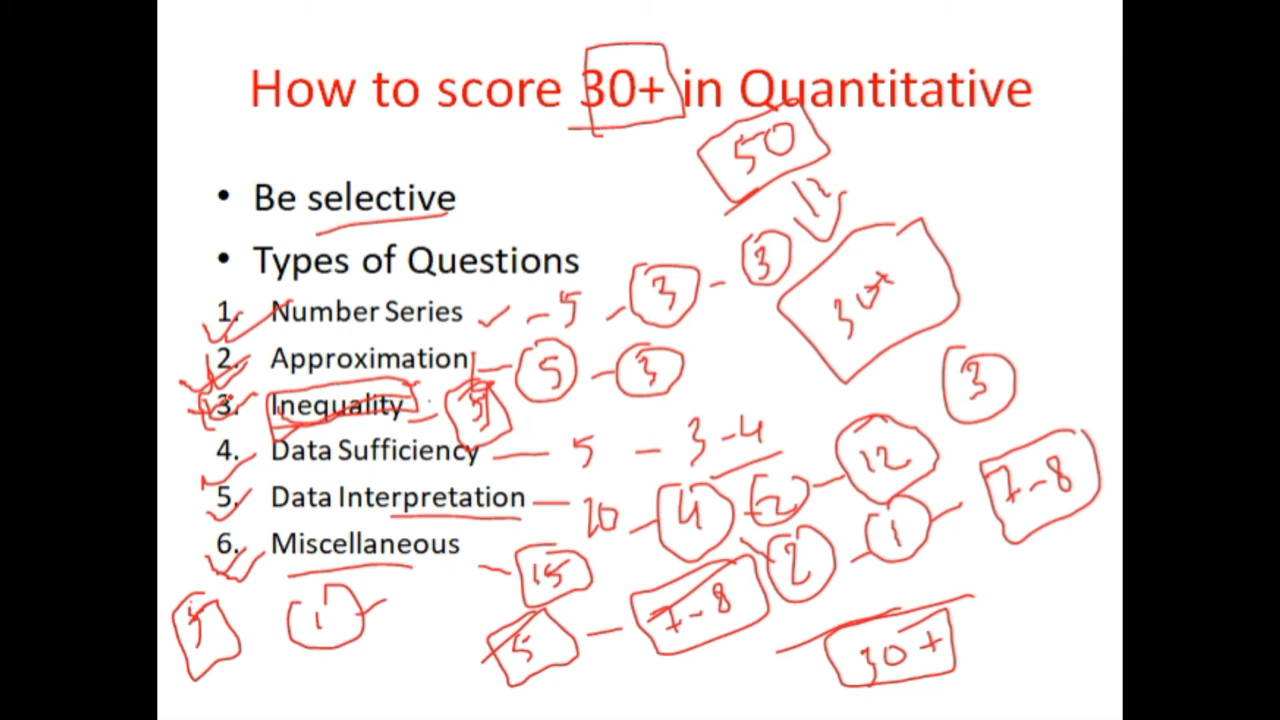 How to score 30+ in Quantitative
50
• Be selective
• Types of Questions
30+
1. Number Series - 5 - 3 - 3
2. Approximation - 5 - 3
3
3. Inequality - 5
4. Data Sufficiency - 5 - 3-4
5. Data Interpretation - 20 - 4 - 2 - 12
2 - 1 - 7-8
6. Miscellaneous - 15
5 - 7-8
1
30+